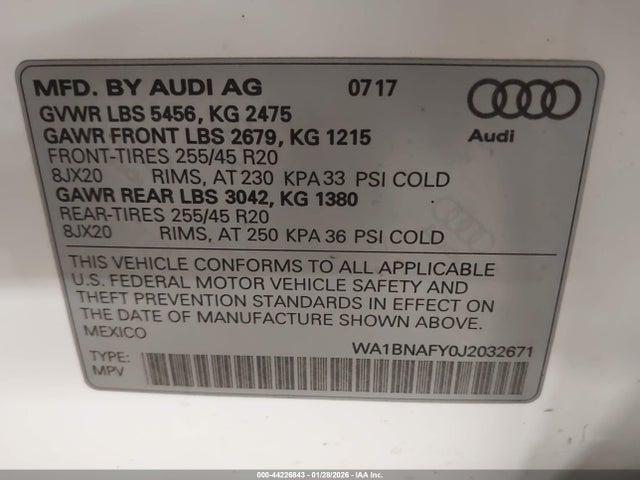 MFD. BY AUDI AG 07 17
GVWR LBS 5456, KG 2475
GAWR FRONT LBS 2679, KG 1215
Audi
FRONT-TIRES 255/45 R20
8JX20 RIMS, AT 230 KPA 33 PSI COLD
GAWR REAR LBS 3042, KG 1380
REAR-TIRES 255/45 R20
8JX20 RIMS, AT 250 KPA 36 PSI COLD
THIS VEHICLE CONFORMS TO ALL APPLICABLE
U.S. FEDERAL MOTOR VEHICLE SAFETY AND
THEFT PREVENTION STANDARDS IN EFFECT ON
THE DATE OF MANUFACTURE SHOWN ABOVE.
MEXICO
WA1BNAFY0J2032671
TYPE:
MPV
000-44226843 - 01/28/2026 - IAA Inc.